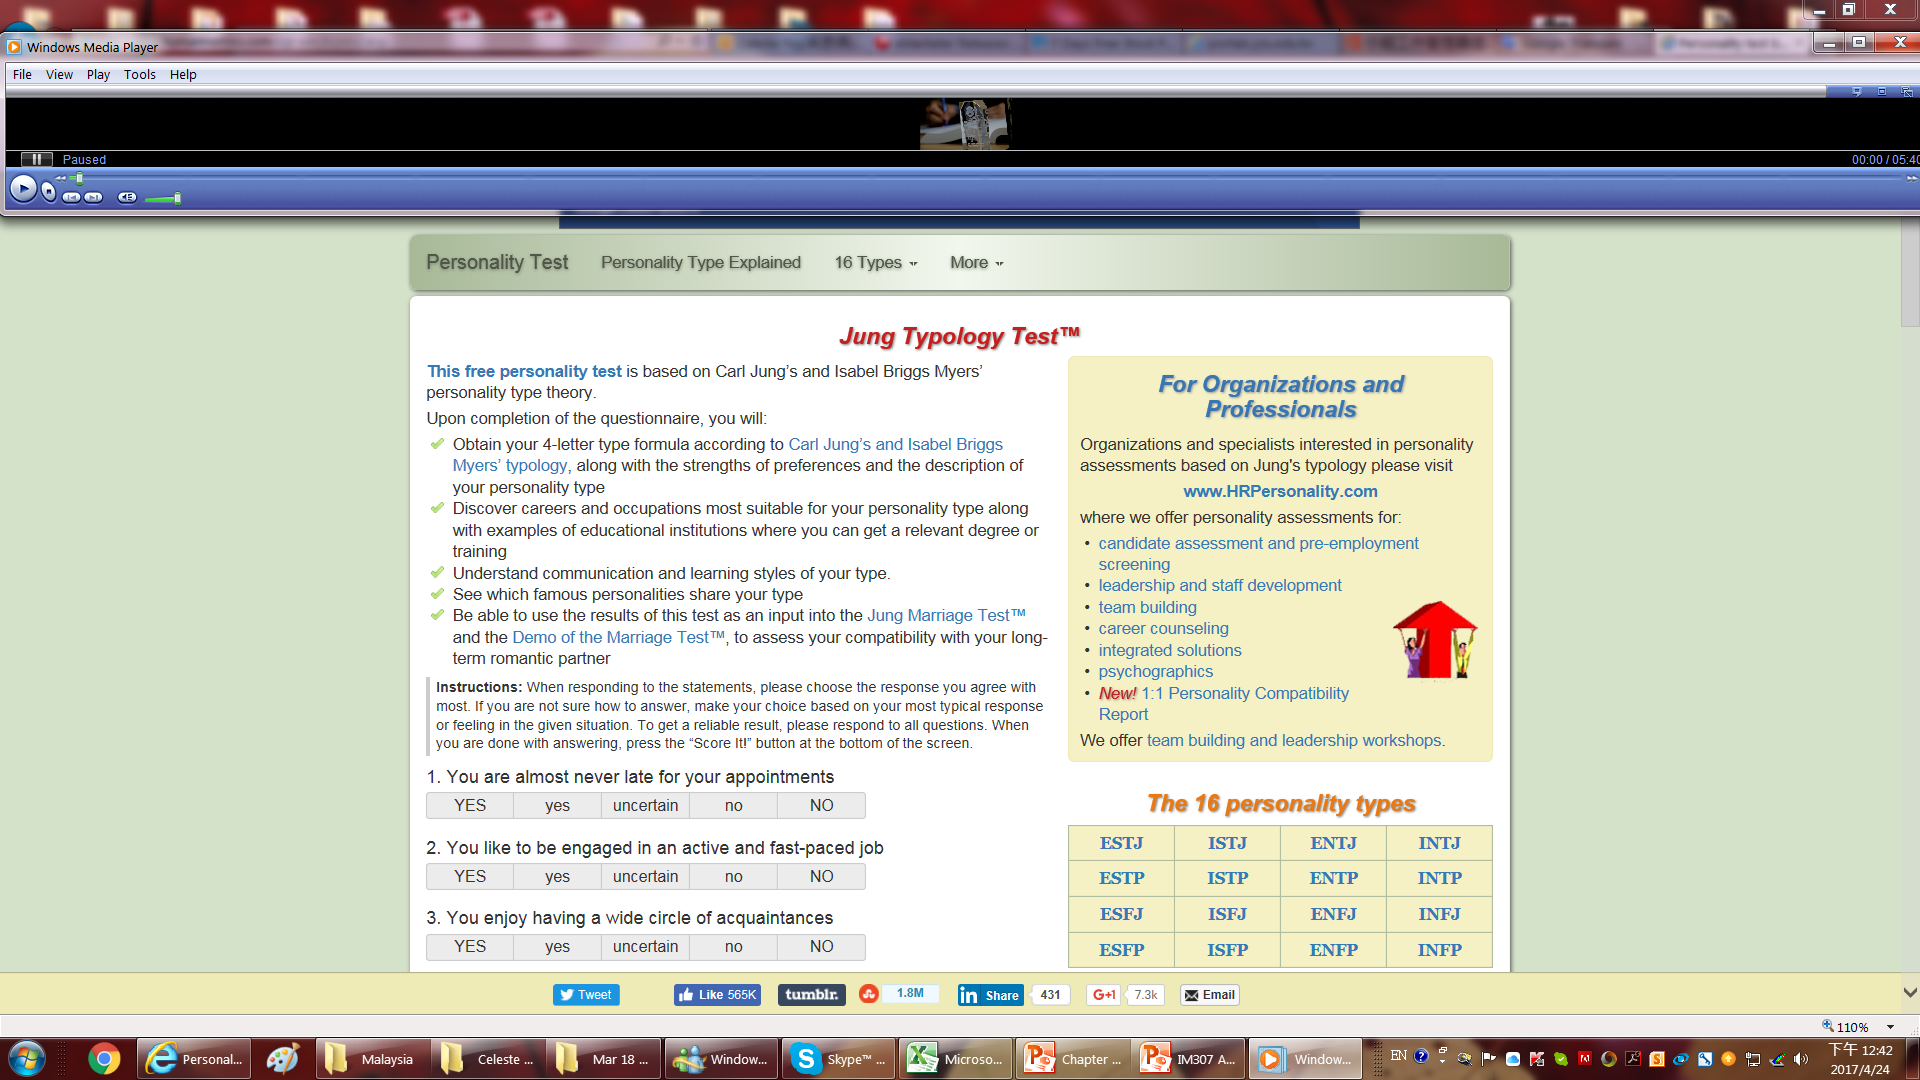 Windows Media Player
File View Play Tools Help
Paused
00:00 / 05:40
Personality Test Personality Type Explained 16 Types More
Jung Typology Test™
This free personality test is based on Carl Jung’s and Isabel Briggs Myers’
personality type theory.
Upon completion of the questionnaire, you will:
Obtain your 4-letter type formula according to Carl Jung’s and Isabel Briggs
Myers’ typology, along with the strengths of preferences and the description of
your personality type
Discover careers and occupations most suitable for your personality type along
with examples of educational institutions where you can get a relevant degree or
training
Understand communication and learning styles of your type.
See which famous personalities share your type
Be able to use the results of this test as an input into the Jung Marriage Test™
and the Demo of the Marriage Test™, to assess your compatibility with your long-
term romantic partner
Instructions: When responding to the statements, please choose the response you agree with
most. If you are not sure how to answer, make your choice based on your most typical response
or feeling in the given situation. To get a reliable result, please respond to all questions. When
you are done with answering, press the “Score It!” button at the bottom of the screen.
1. You are almost never late for your appointments
YES yes uncertain no NO
2. You like to be engaged in an active and fast-paced job
YES yes uncertain no NO
3. You enjoy having a wide circle of acquaintances
YES yes uncertain no NO
For Organizations and
Professionals
Organizations and specialists interested in personality
assessments based on Jung's typology please visit
www.HRPersonality.com
where we offer personality assessments for:
• candidate assessment and pre-employment
screening
• leadership and staff development
• team building
• career counseling
• integrated solutions
• psychographics
• New! 1:1 Personality Compatibility
Report
We offer team building and leadership workshops.
The 16 personality types
ESTJ ISTJ ENTJ INTJ
ESTP ISTP ENTP INTP
ESFJ ISFJ ENFJ INFJ
ESFP ISFP ENFP INFP
Tweet Like 565K tumblr. 1.8M in Share 431 G+1 7.3k Email
110%
Personal... Malaysia Celeste ... Mar 18 ... Window... Skype™ ... Microso... Chapter ... IM307 A... Window... EN 下午 12:42
2017/4/24